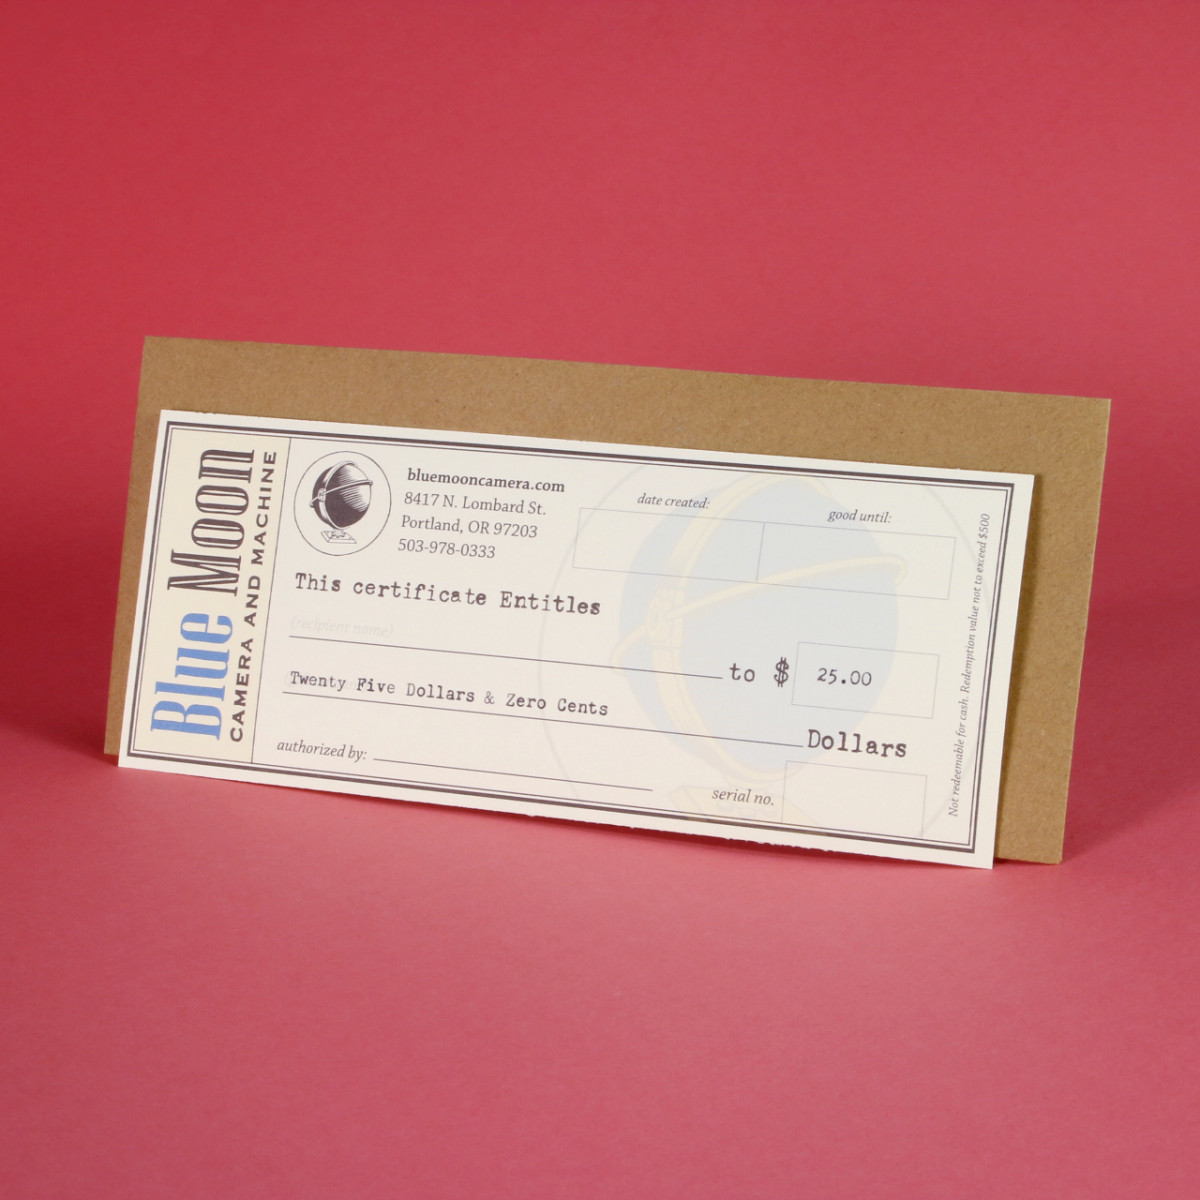 Blue Moon
CAMERA AND MACHINE
bluemooncamera.com
8417 N. Lombard St.
Portland, OR 97203
503-978-0333
date created:
good until:
This certificate Entitles
(recipient name)
to $ 25.00
Twenty Five Dollars & Zero Cents
Dollars
authorized by:
serial no.
Not redeemable for cash. Redemption value not to exceed $500